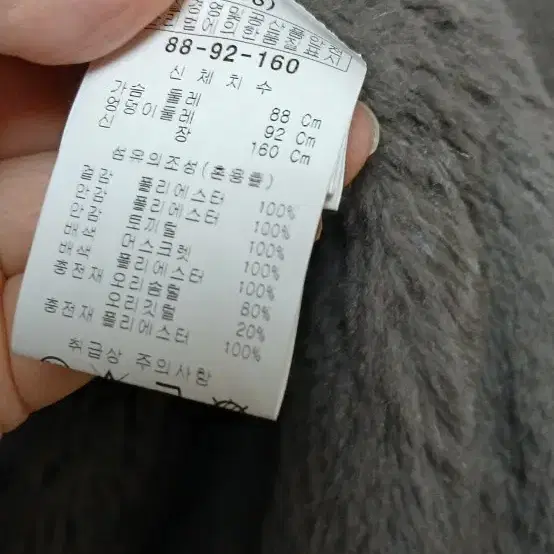 88-92-160
신체치수
가슴둘레 88 Cm
엉덩이둘레 92 Cm
신장 160 Cm
섬유의조성(혼용률)
겉감 폴리에스터 100%
안감 폴리에스터 100%
안감 토끼털 100%
배색 머스크랫 100%
배색 폴리에스터 100%
충전재 오리솜털 80%
오리깃털 20%
충전재 폴리에스터 100%
취급상 주의사항